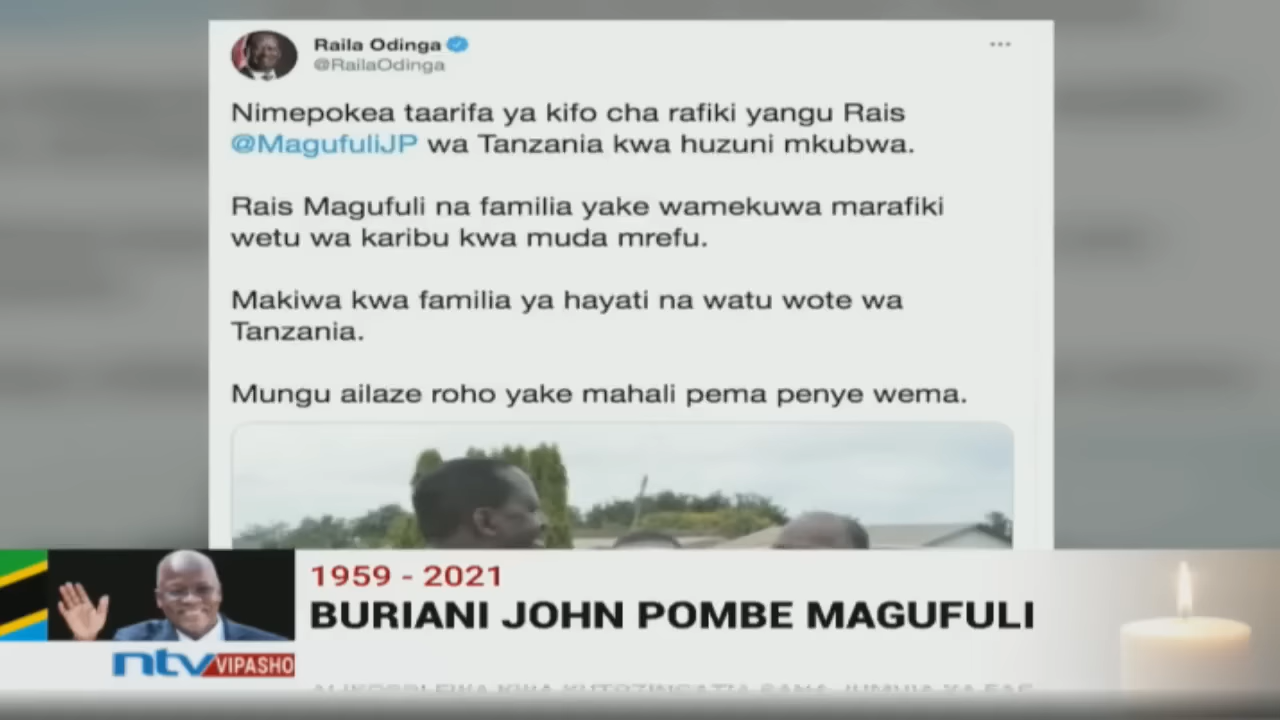 Raila Odinga
@RailaOdinga
Nimepokea taarifa ya kifo cha rafiki yangu Rais
@MagufuliJP wa Tanzania kwa huzuni mkubwa.
Rais Magufuli na familia yake wamekuwa marafiki
wetu wa karibu kwa muda mrefu.
Makiwa kwa familia ya hayati na watu wote wa
Tanzania.
Mungu ailaze roho yake mahali pema penye wema.
1959 - 2021
BURIANI JOHN POMBE MAGUFULI
ntv VIPASHO